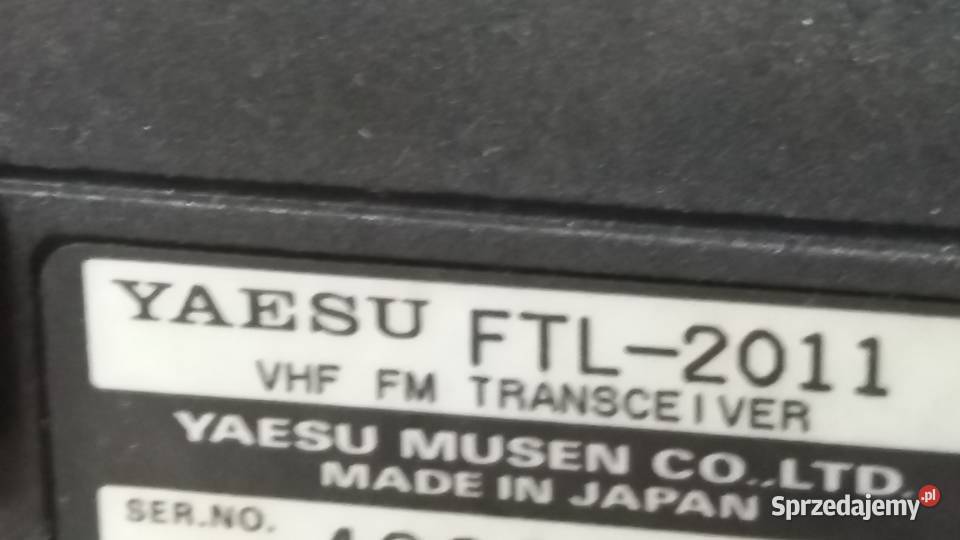 YAESU FTL-2011
VHF FM TRANSCEIVER
YAESU MUSEN CO.,LTD.
MADE IN JAPAN
SER.NO.
Sprzedajemy.pl